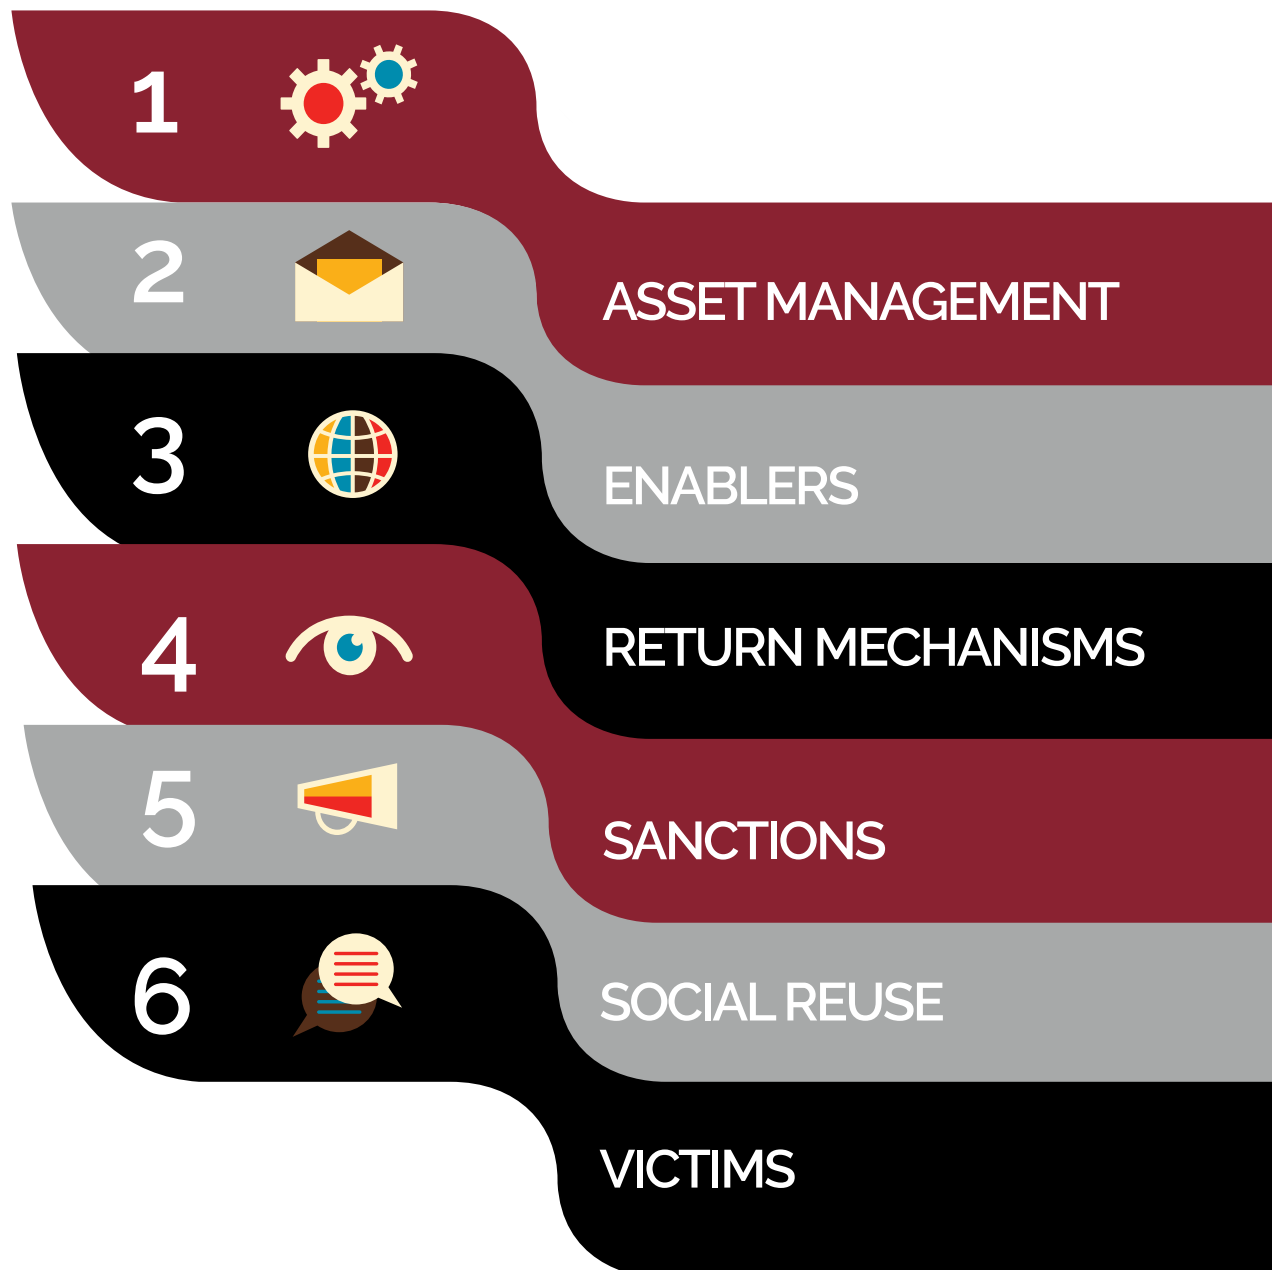 1
ASSET MANAGEMENT
2
ENABLERS
3
RETURN MECHANISMS
4
SANCTIONS
5
SOCIAL REUSE
6
VICTIMS